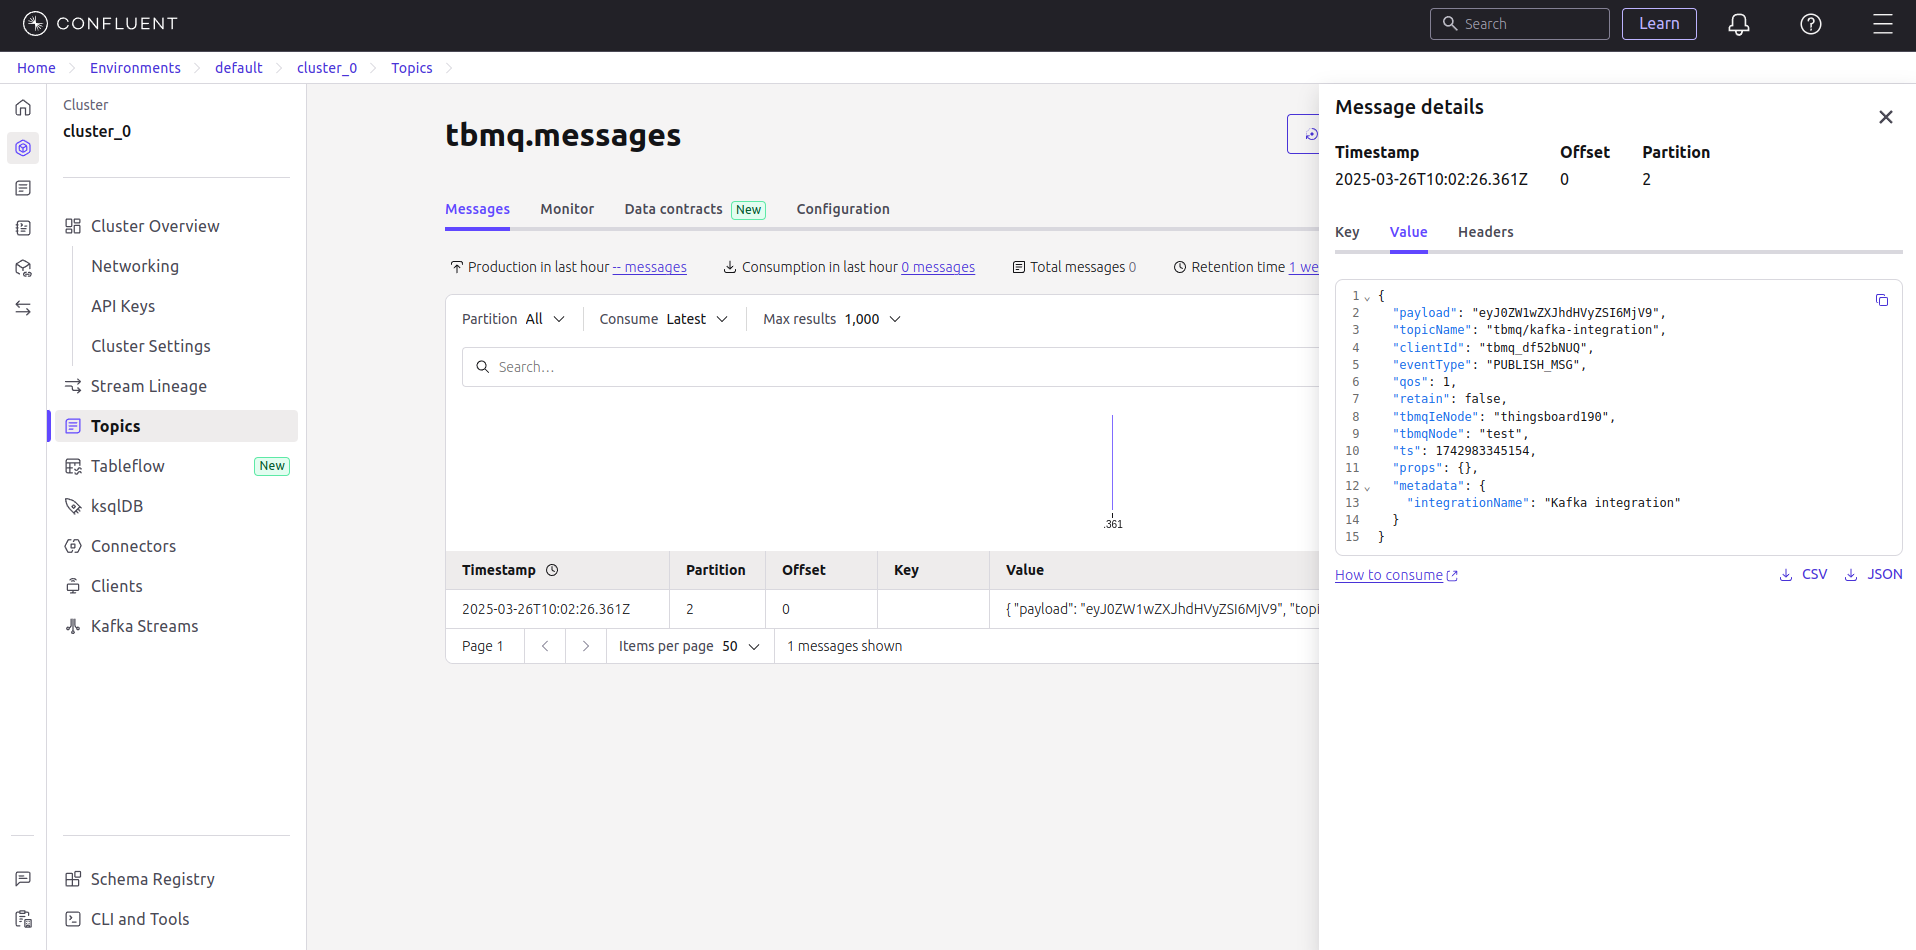 CONFLUENT
Search
Learn
Home
Environments
default
cluster_0
Topics
Cluster
cluster_0
Cluster Overview
Networking
API Keys
Cluster Settings
Stream Lineage
Topics
Tableflow New
ksqlDB
Connectors
Clients
Kafka Streams
Schema Registry
CLI and Tools
tbmq.messages
Messages Monitor Data contracts New Configuration
Production in last hour -- messages Consumption in last hour 0 messages Total messages 0 Retention time 1 we
Partition All Consume Latest Max results 1,000
Search...
.361
Timestamp Partition Offset Key Value
2025-03-26T10:02:26.361Z 2 0 { "payload": "eyJ0ZW1wZXJhdHVyZSI6MjV9", "topi
Page 1 Items per page 50 1 messages shown
Message details
Timestamp Offset Partition
2025-03-26T10:02:26.361Z 0 2
Key Value Headers
1 {
2 "payload": "eyJ0ZW1wZXJhdHVyZSI6MjV9",
3 "topicName": "tbmq/kafka-integration",
4 "clientId": "tbmq_df52bNUQ",
5 "eventType": "PUBLISH_MSG",
6 "qos": 1,
7 "retain": false,
8 "tbmqIeNode": "thingsboard190",
9 "tbmqNode": "test",
10 "ts": 1742983345154,
11 "props": {},
12 "metadata": {
13 "integrationName": "Kafka integration"
14 }
15 }
How to consume CSV JSON